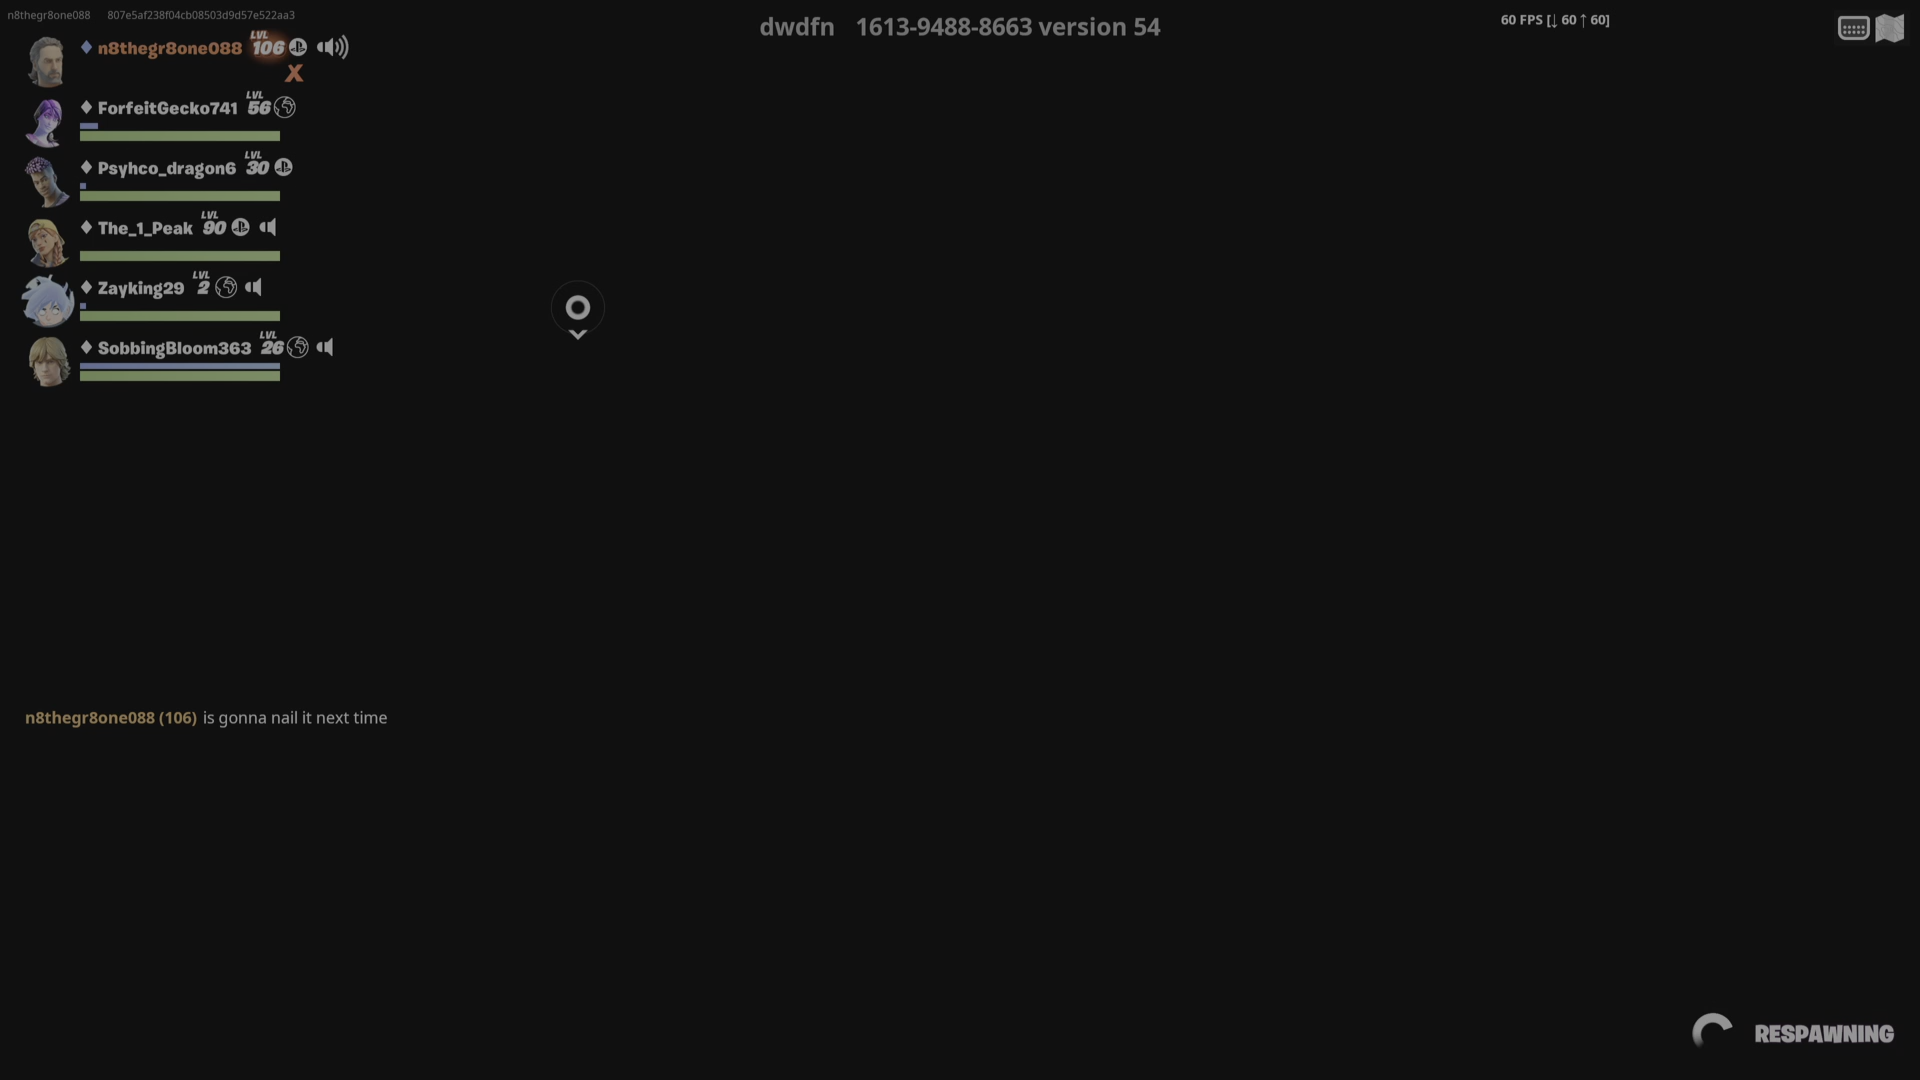 n8thegr8one088 807e5af238f04cb08503d9d57e522aa3
dwdfn 1613-9488-8663 version 54
60 FPS [↓ 60 ↑ 60]
n8thegr8one088 LVL 106
X
ForfeitGecko741 LVL 56
Psyhco_dragon6 LVL 30
The_1_Peak LVL 90
Zayking29 LVL 2
SobbingBloom363 LVL 26
n8thegr8one088 (106) is gonna nail it next time
RESPAWNING